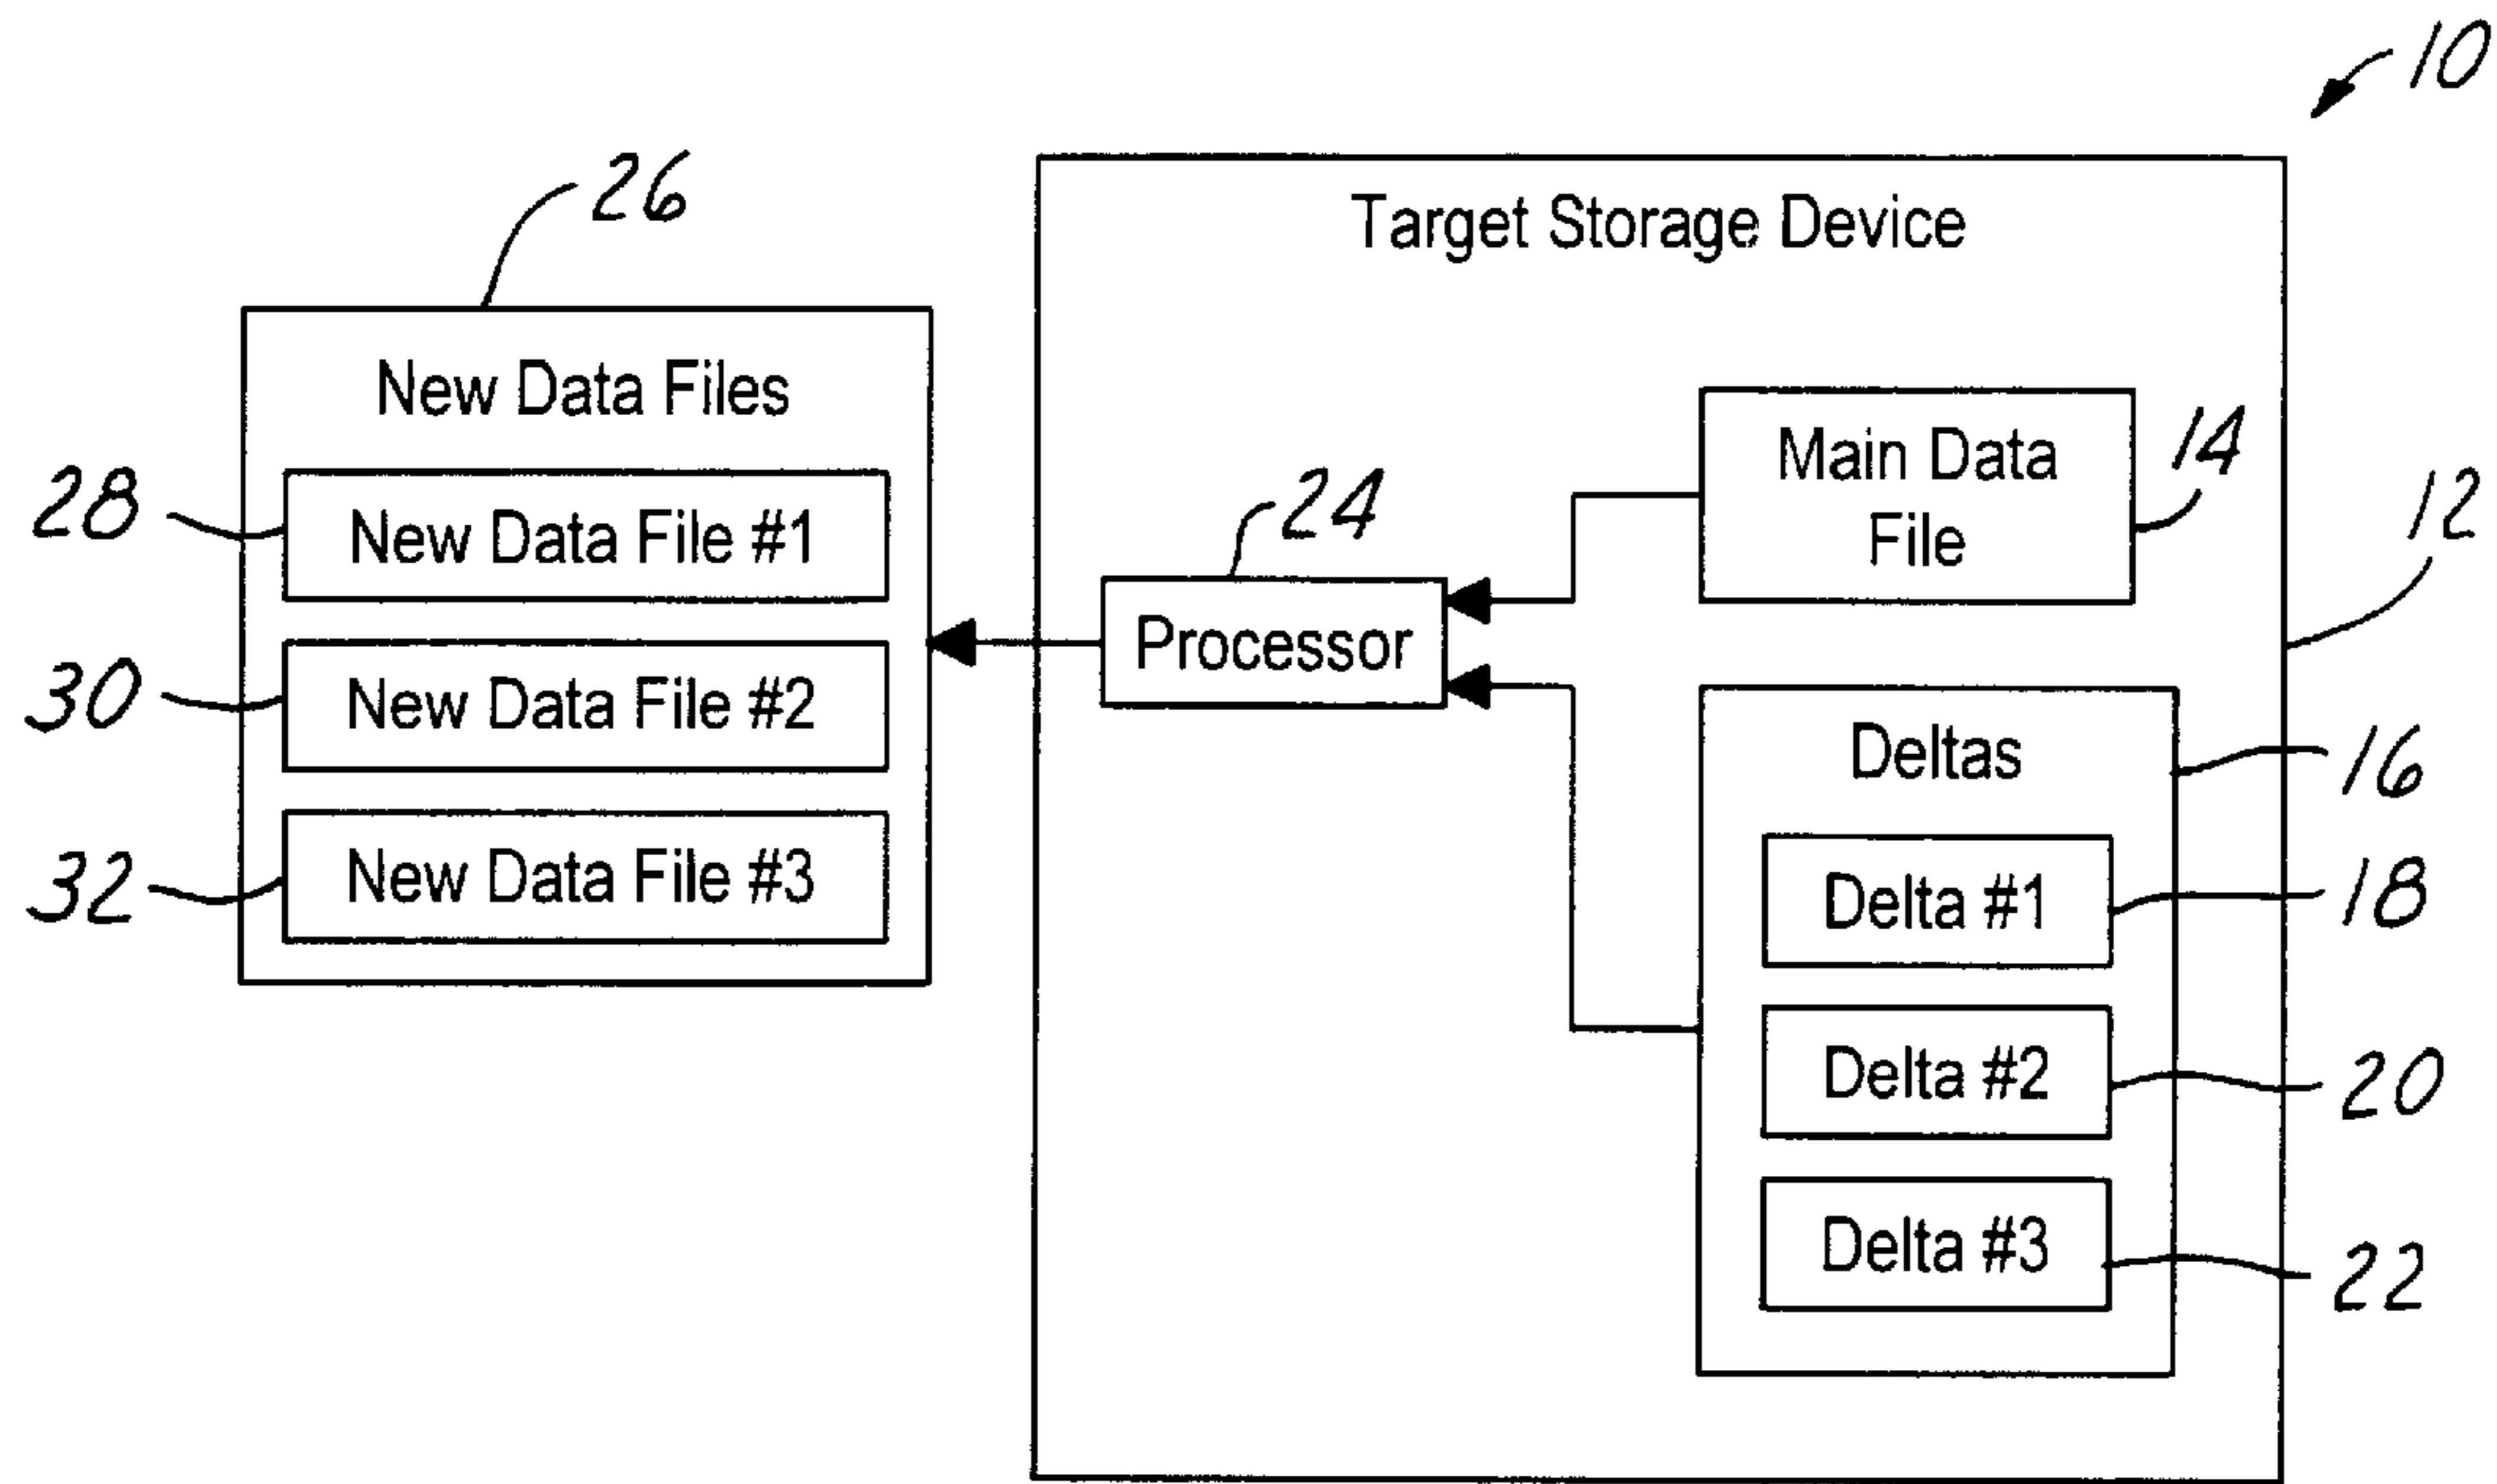 10
26
Target Storage Device
New Data Files
Main Data
File
14
28
New Data File #1
24
12
Processor
30
New Data File #2
Deltas
16
32
New Data File #3
Delta #1
18
Delta #2
20
Delta #3
22